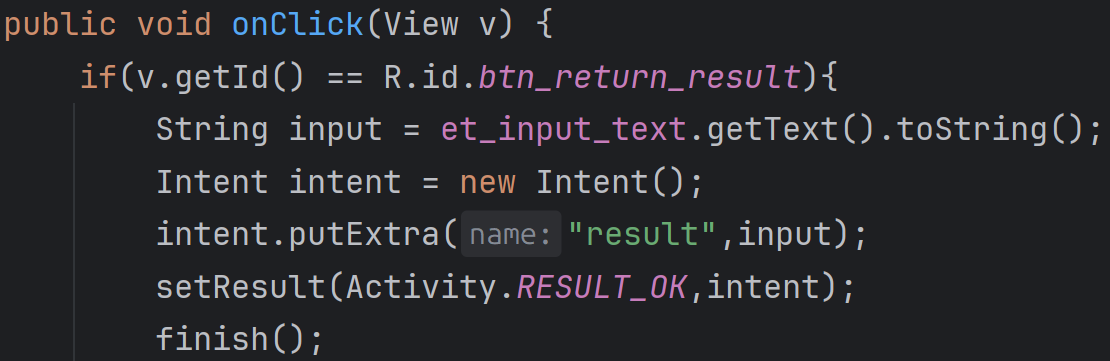 public void onClick(View v) {
if(v.getId() == R.id.btn_return_result){
String input = et_input_text.getText().toString();
Intent intent = new Intent();
intent.putExtra( name: "result",input);
setResult(Activity.RESULT_OK,intent);
finish();